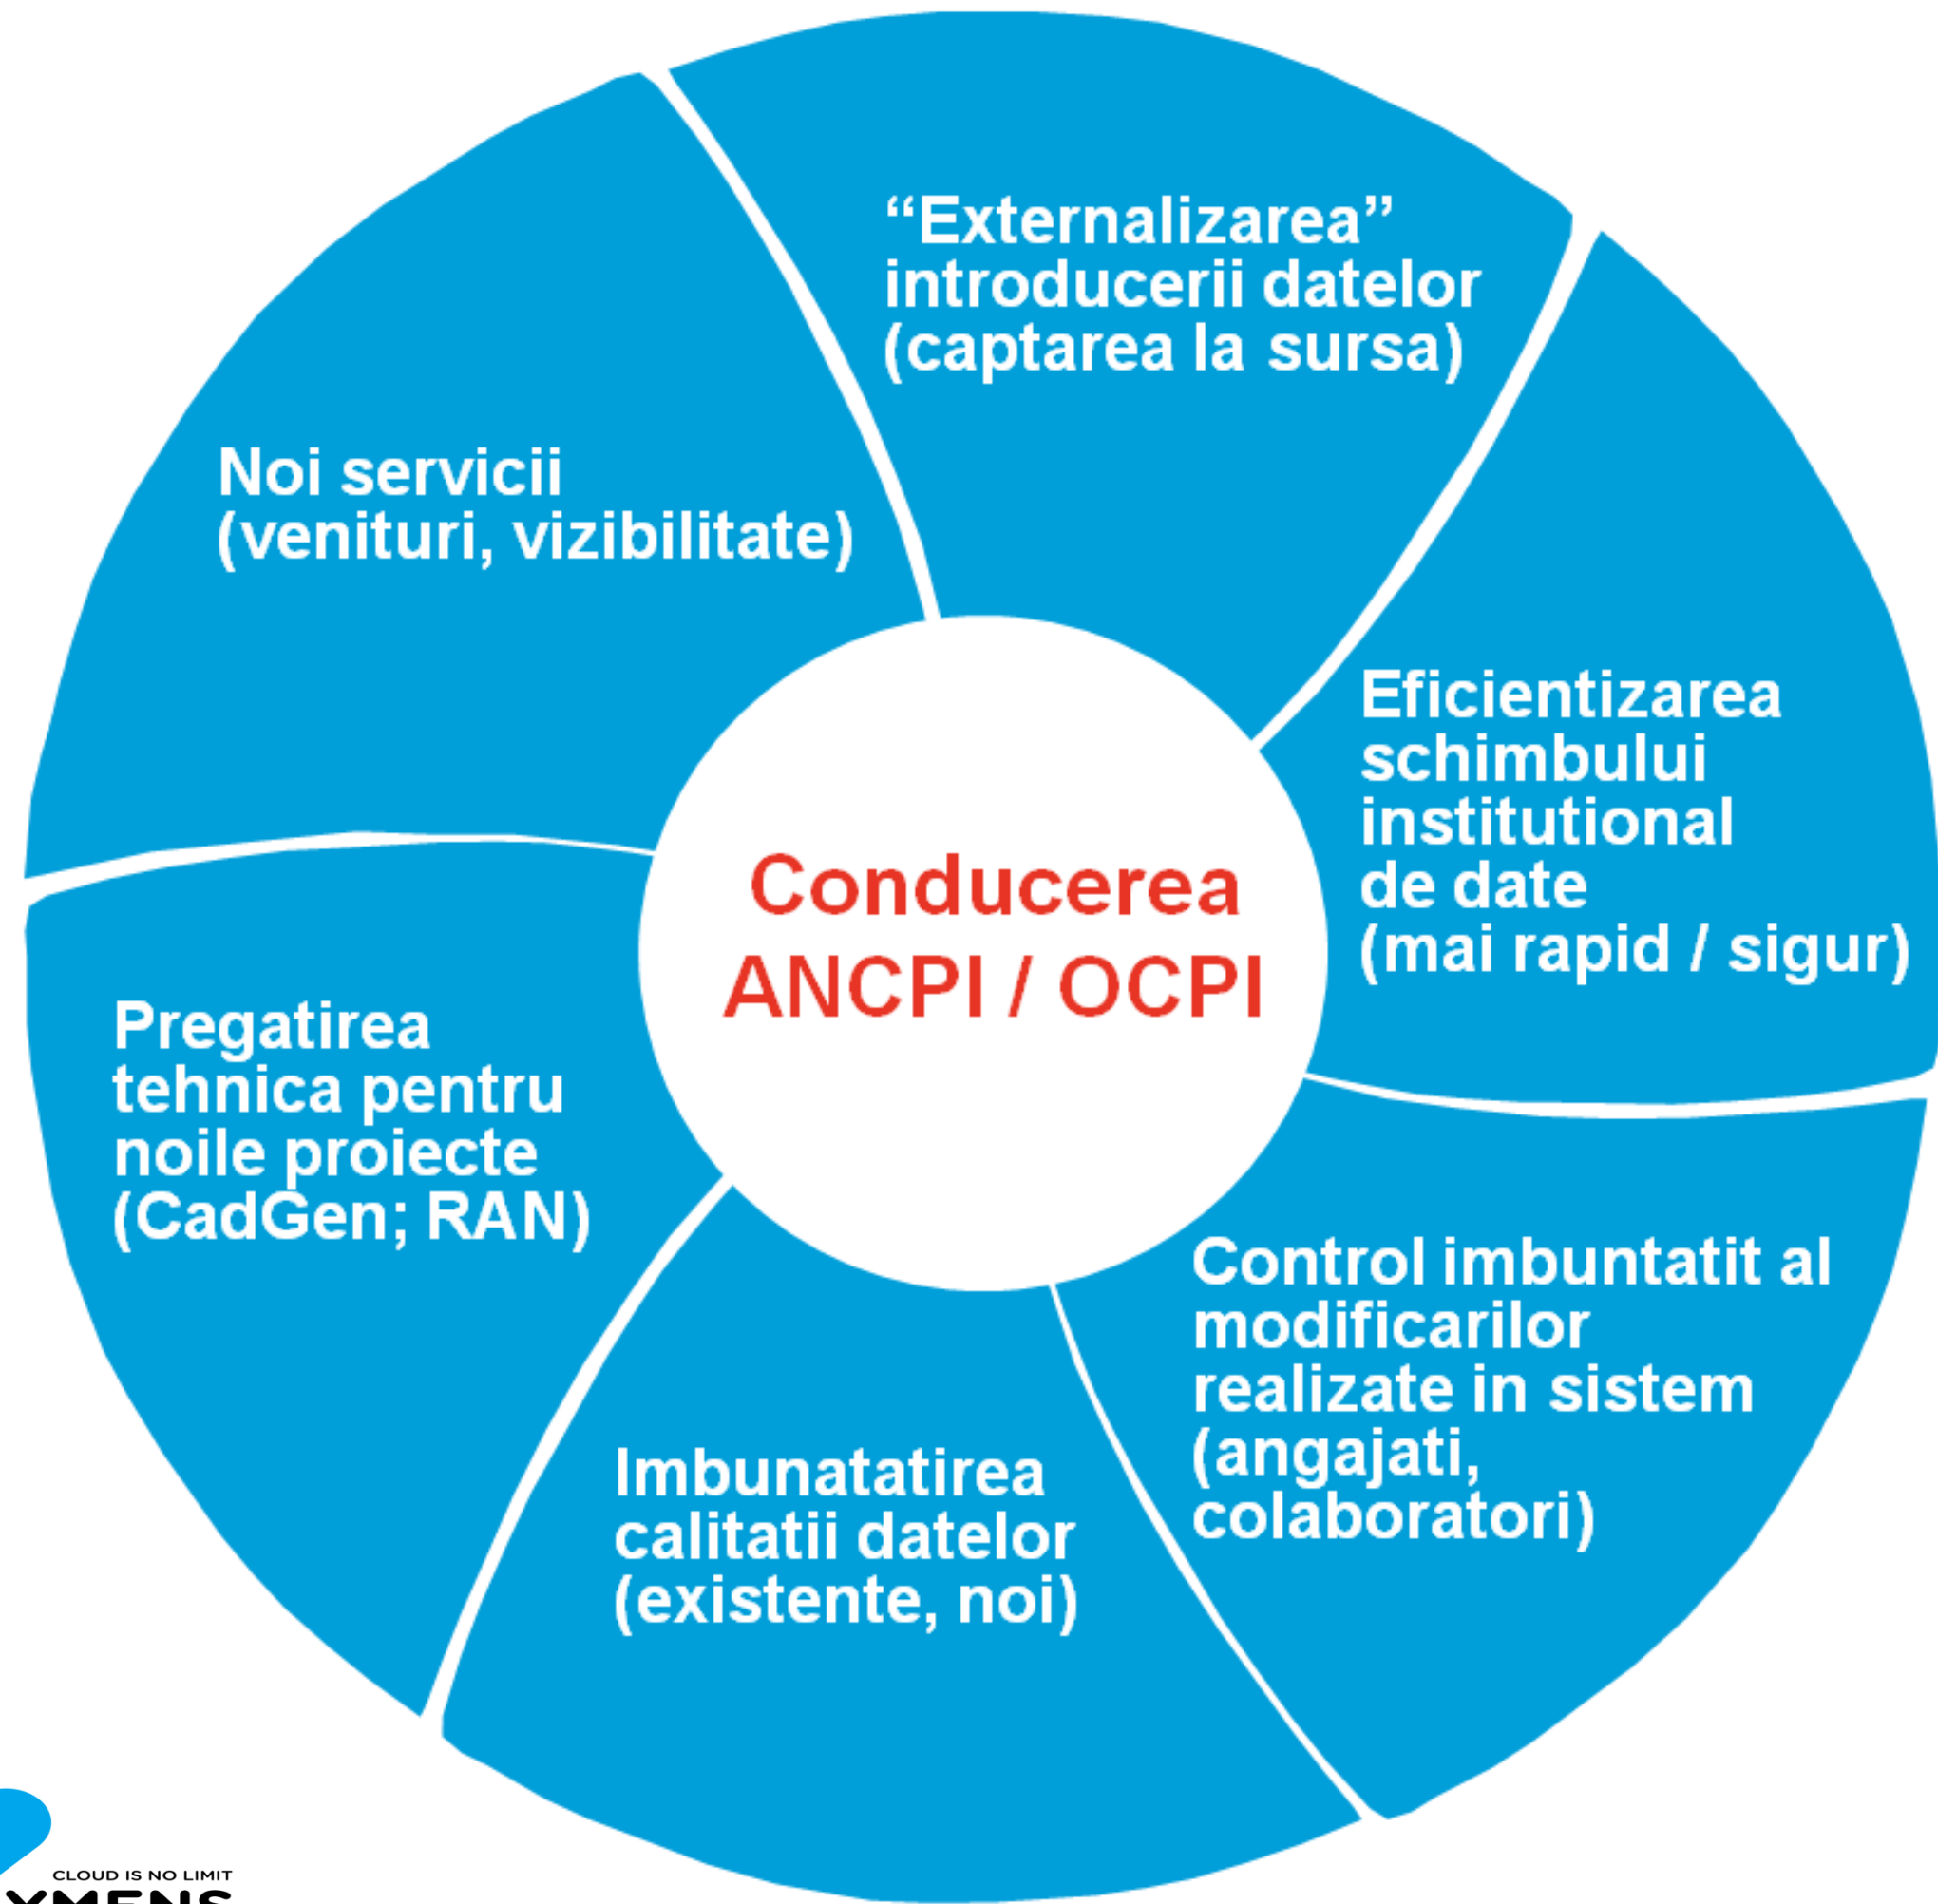 “Externalizarea”
introducerii datelor
(captarea la sursa)
Noi servicii
(venituri, vizibilitate)
Eficientizarea
schimbului
institutional
de date
(mai rapid / sigur)
Conducerea
ANCPI / OCPI
Pregatirea
tehnica pentru
noile proiecte
(CadGen; RAN)
Control imbuntatit al
modificarilor
realizate in sistem
(angajati,
colaboratori)
Imbunatatirea
calitatii datelor
(existente, noi)
CLOUD IS NO LIMIT